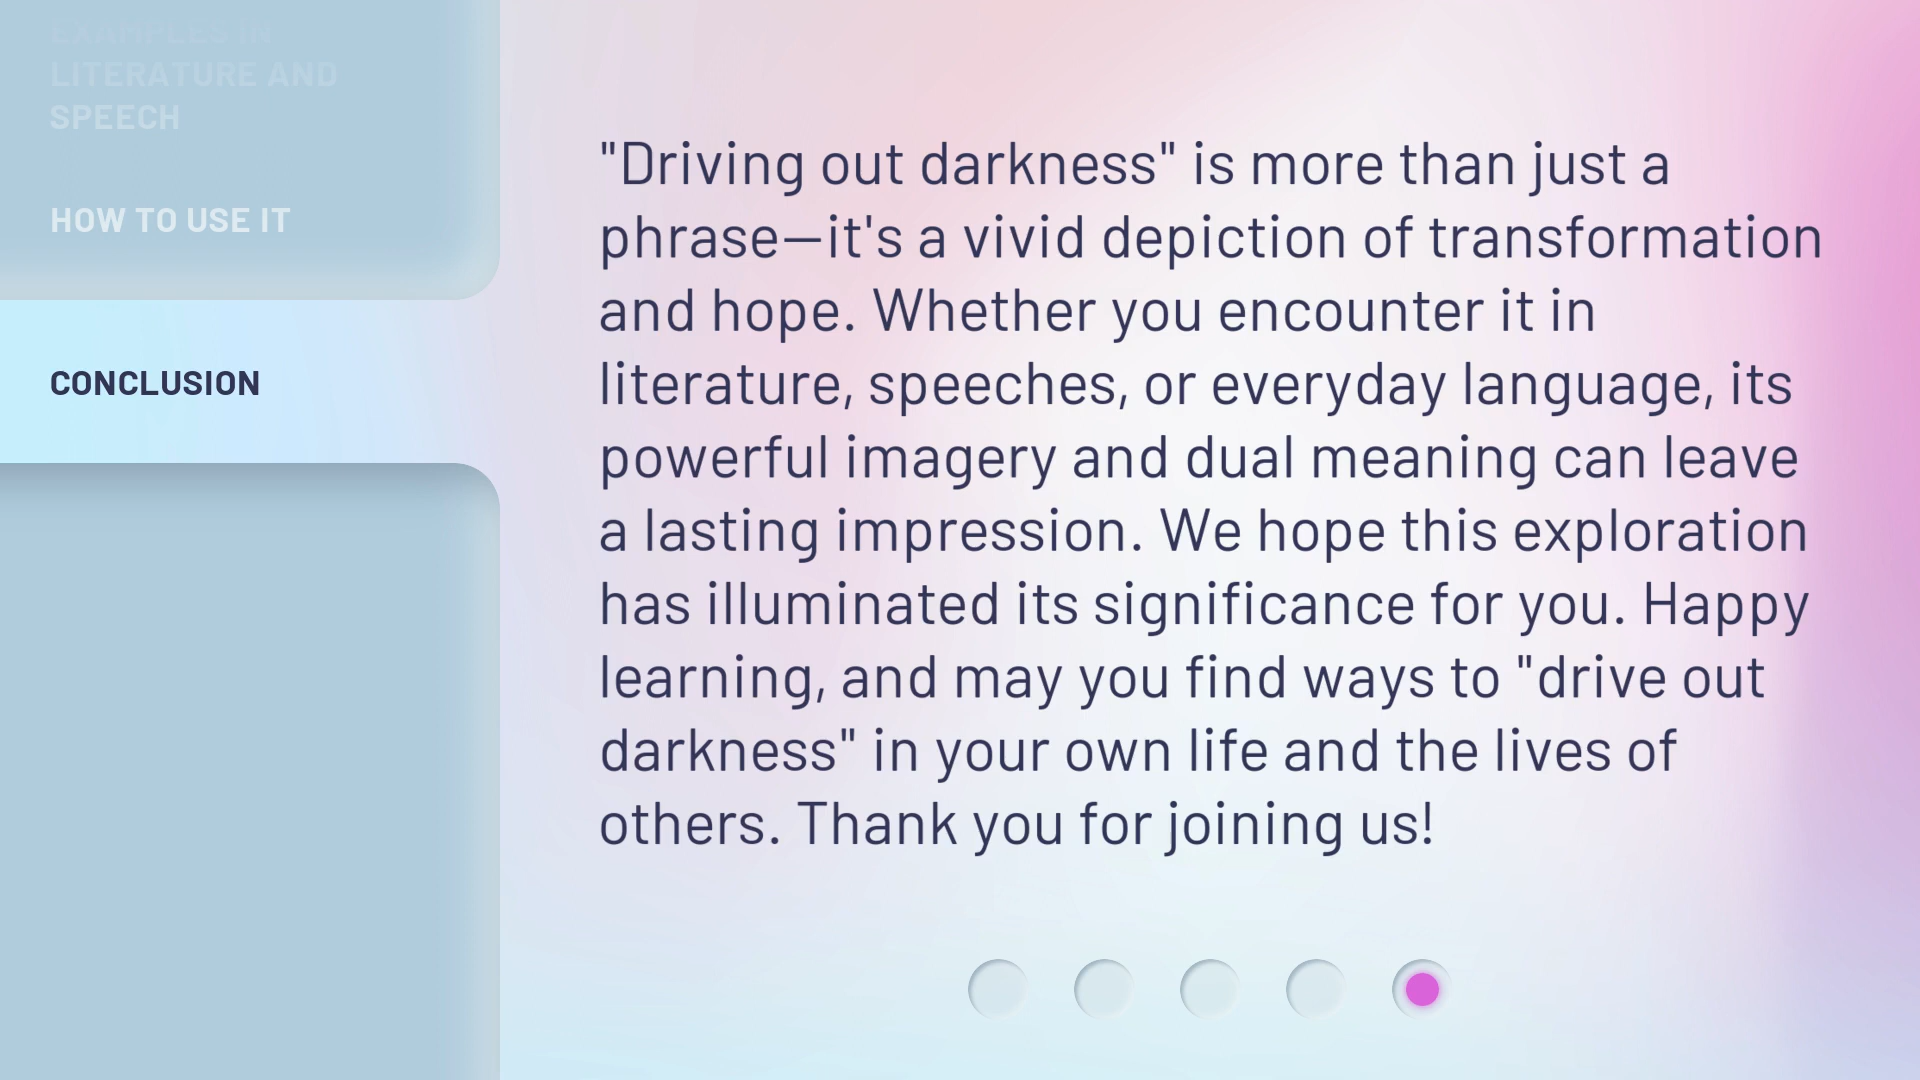 EXAMPLES IN
LITERATURE AND
SPEECH
HOW TO USE IT
CONCLUSION
"Driving out darkness" is more than just a
phrase—it's a vivid depiction of transformation
and hope. Whether you encounter it in
literature, speeches, or everyday language, its
powerful imagery and dual meaning can leave
a lasting impression. We hope this exploration
has illuminated its significance for you. Happy
learning, and may you find ways to "drive out
darkness" in your own life and the lives of
others. Thank you for joining us!